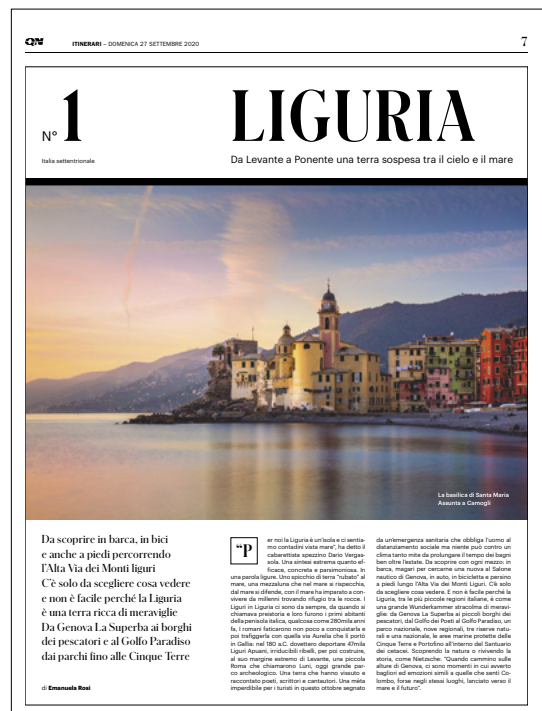 QN ITINERARI – DOMENICA 27 SETTEMBRE 2020 7
N° 1
Italia settentrionale
LIGURIA
Da Levante a Ponente una terra sospesa tra il cielo e il mare
La basilica di Santa Maria
Assunta a Camogli
Da scoprire in barca, in bici
e anche a piedi percorrendo
l'Alta Via dei Monti liguri
C'è solo da scegliere cosa vedere
e non è facile perché la Liguria
è una terra ricca di meraviglie
Da Genova La Superba ai borghi
dei pescatori e al Golfo Paradiso
dai parchi fino alle Cinque Terre
di Emanuela Rosi
“P
er noi la Liguria è un'isola e ci sentia-
mo contadini vista mare”, ha detto il
cabarettista spezzino Dario Vergas-
sola. Una sintesi estrema quanto ef-
ficace, concreta e parsimoniosa. In
una parola ligure. Uno spicchio di terra “rubato” al
mare, una mezzaluna che nel mare si rispecchia,
dal mare si difende, con il mare ha imparato a con-
vivere da millenni trovando rifugio tra le rocce. I
Liguri in Liguria ci sono da sempre, da quando si
chiamava preistoria e loro furono i primi abitanti
della penisola italica, qualcosa come 280mila anni
fa, I romani faticarono non poco a conquistarla e
poi trafiggerla con quella via Aurelia che li portò
in Gallia: nel 180 a.C. dovettero deportare 47mila
Liguri Apuani, irriducibili ribelli, per poi costruire,
al suo margine estremo di Levante, una piccola
Roma che chiamarono Luni, oggi grande par-
co archeologico. Una terra che hanno vissuto e
raccontato poeti, scrittori e cantautori. Una méta
imperdibile per i turisti in questo ottobre segnato
da un'emergenza sanitaria che obbliga l'uomo al
distanziamento sociale ma niente può contro un
clima tanto mite da prolungare il tempo dei bagni
ben oltre l'estate. Da scoprire con ogni mezzo: in
barca, magari per cercarne una nuova al Salone
nautico di Genova, in auto, in bicicletta e persino
a piedi lungo l'Alta Via dei Monti Liguri. C'è solo
da scegliere cosa vedere. E non è facile perché la
Liguria, tra le più piccole regioni italiane, è come
una grande Wunderkammer stracolma di meravi-
glie: da Genova La Superba ai piccoli borghi dei
pescatori, dal Golfo dei Poeti al Golfo Paradiso, un
parco nazionale, nove regionali, tre riserve natu-
rali e una nazionale, le aree marine protette delle
Cinque Terre e Portofino all'interno del Santuario
dei cetacei. Scoprendo la natura o rivivendo la
storia, come Nietzsche: “Quando cammino sulle
alture di Genova, ci sono momenti in cui avverto
bagliori ed emozioni simili a quelle che santi Co-
lombo, forse negli stessi luoghi, lanciato verso il
mare e il futuro”.